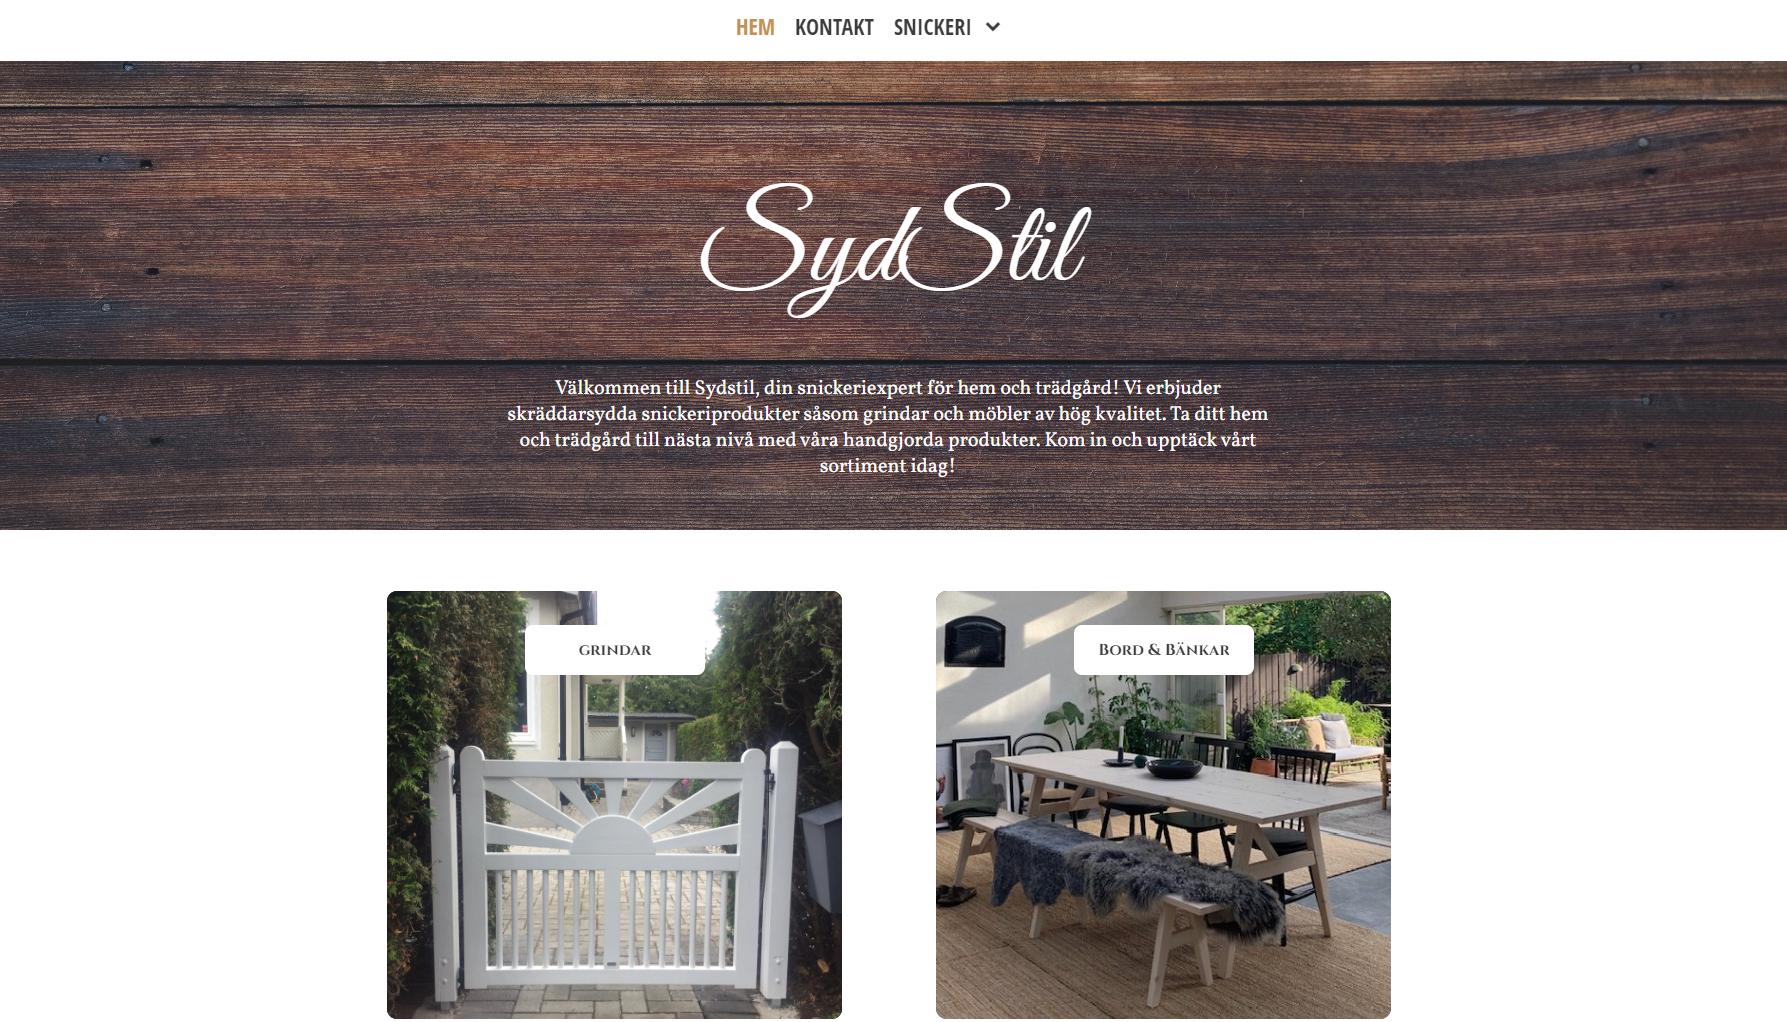 HEM KONTAKT SNICKERI
SydStil
Välkommen till Sydstil, din snickeriexpert för hem och trädgård! Vi erbjuder
skräddarsydda snickeriprodukter såsom grindar och möbler av hög kvalitet. Ta ditt hem
och trädgård till nästa nivå med våra handgjorda produkter. Kom in och upptäck vårt
sortiment idag!
GRINDAR
Bord & Bänkar